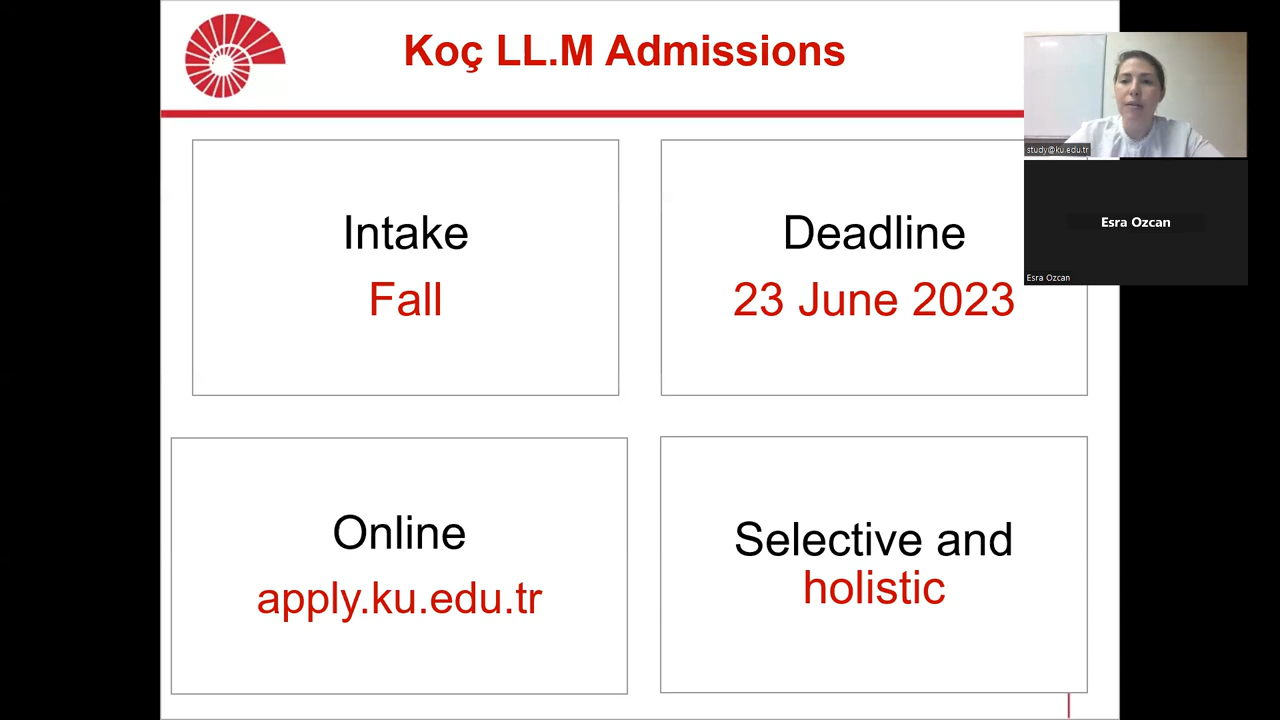 Koç LL.M Admissions
study@ku.edu.tr
Esra Ozcan
Esra Ozcan
Intake
Fall
Deadline
23 June 2023
Online
apply.ku.edu.tr
Selective and
holistic